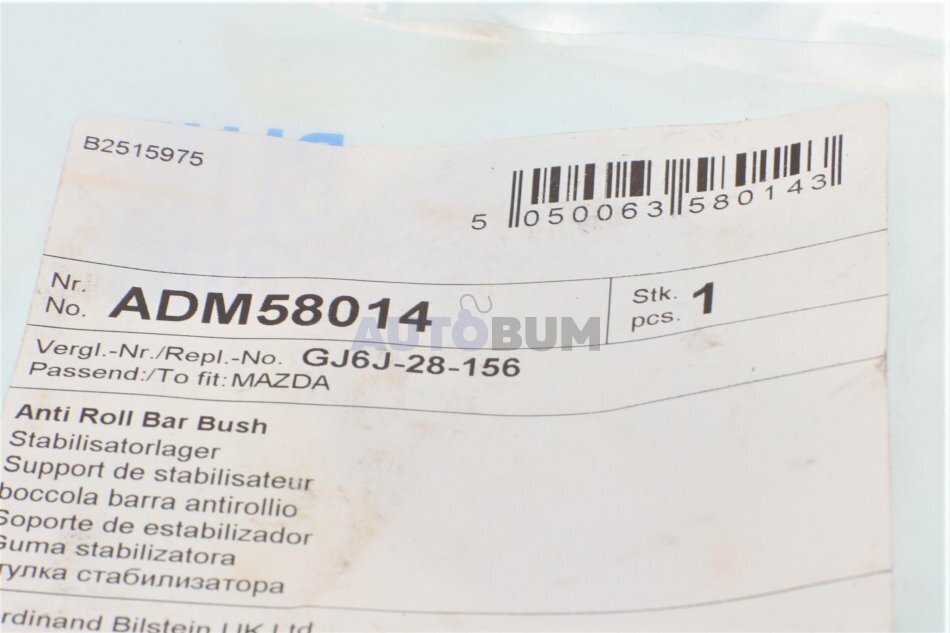 B2515975
5 050063 580143
Nr.
No. ADM58014
Stk.
pcs. 1
AUTOBUM
Vergl.-Nr./Repl.-No. GJ6J-28-156
Passend:/To fit: MAZDA
Anti Roll Bar Bush
Stabilisatorlager
Support de stabilisateur
boccola barra antirollio
Soporte de estabilizador
Guma stabilizatora
тулка стабилизатора
rdinand Bilstein UK Ltd